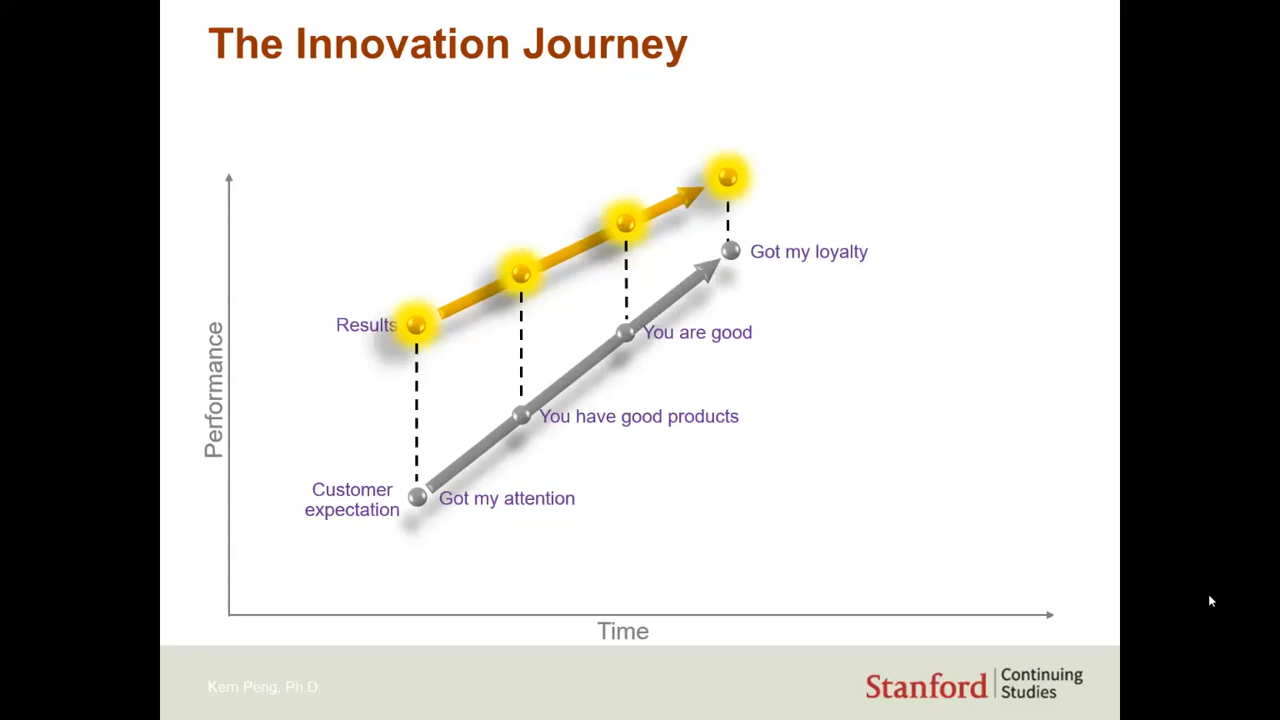 The Innovation Journey
Performance
Results
Got my loyalty
You are good
You have good products
Customer
expectation
Got my attention
Time
Kem Peng, Ph.D.
Stanford
Continuing
Studies